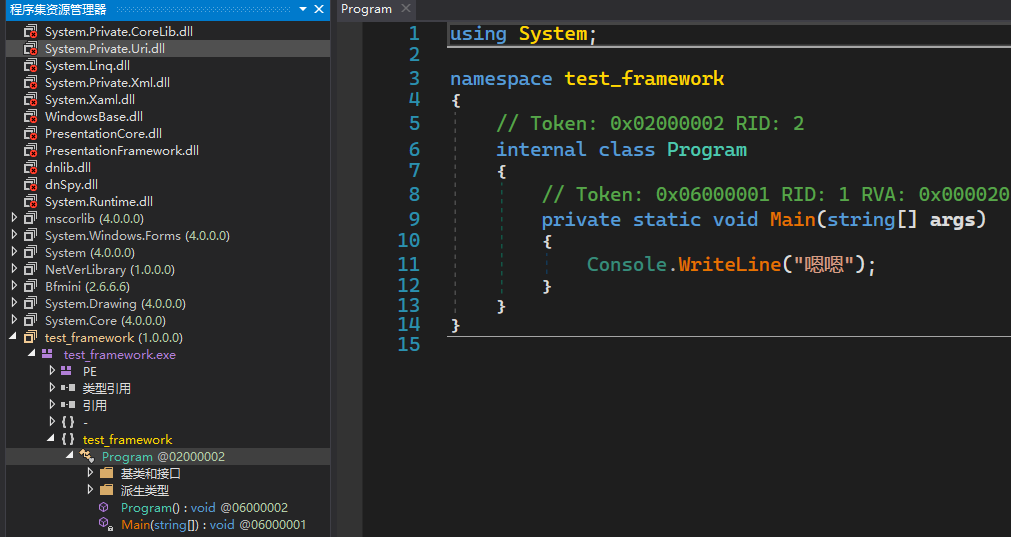 程序集资源管理器
System.Private.CoreLib.dll
System.Private.Uri.dll
System.Linq.dll
System.Private.Xml.dll
System.Xaml.dll
WindowsBase.dll
PresentationCore.dll
PresentationFramework.dll
dnlib.dll
dnSpy.dll
System.Runtime.dll
mscorlib (4.0.0.0)
System.Windows.Forms (4.0.0.0)
System (4.0.0.0)
NetVerLibrary (1.0.0.0)
Bfmini (2.6.6.6)
System.Drawing (4.0.0.0)
System.Core (4.0.0.0)
test_framework (1.0.0.0)
test_framework.exe
PE
类型引用
引用
{ } -
{ } test_framework
Program @02000002
基类和接口
派生类型
Program() : void @06000002
Main(string[]) : void @06000001
Program
1 using System;
2
3 namespace test_framework
4 {
5 // Token: 0x02000002 RID: 2
6 internal class Program
7 {
8 // Token: 0x06000001 RID: 1 RVA: 0x000020
9 private static void Main(string[] args)
10 {
11 Console.WriteLine("嗯嗯");
12 }
13 }
14 }
15